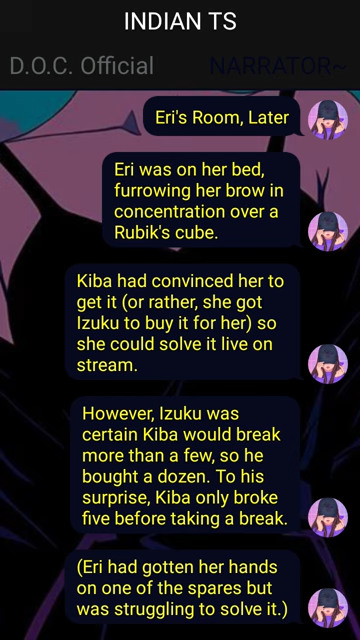 INDIAN TS
D.O.C. Official
NARRATOR~
Eri's Room, Later
Eri was on her bed,
furrowing her brow in
concentration over a
Rubik's cube.
Kiba had convinced her to
get it (or rather, she got
Izuku to buy it for her) so
she could solve it live on
stream.
However, Izuku was
certain Kiba would break
more than a few, so he
bought a dozen. To his
surprise, Kiba only broke
five before taking a break.
(Eri had gotten her hands
on one of the spares but
was struggling to solve it.)